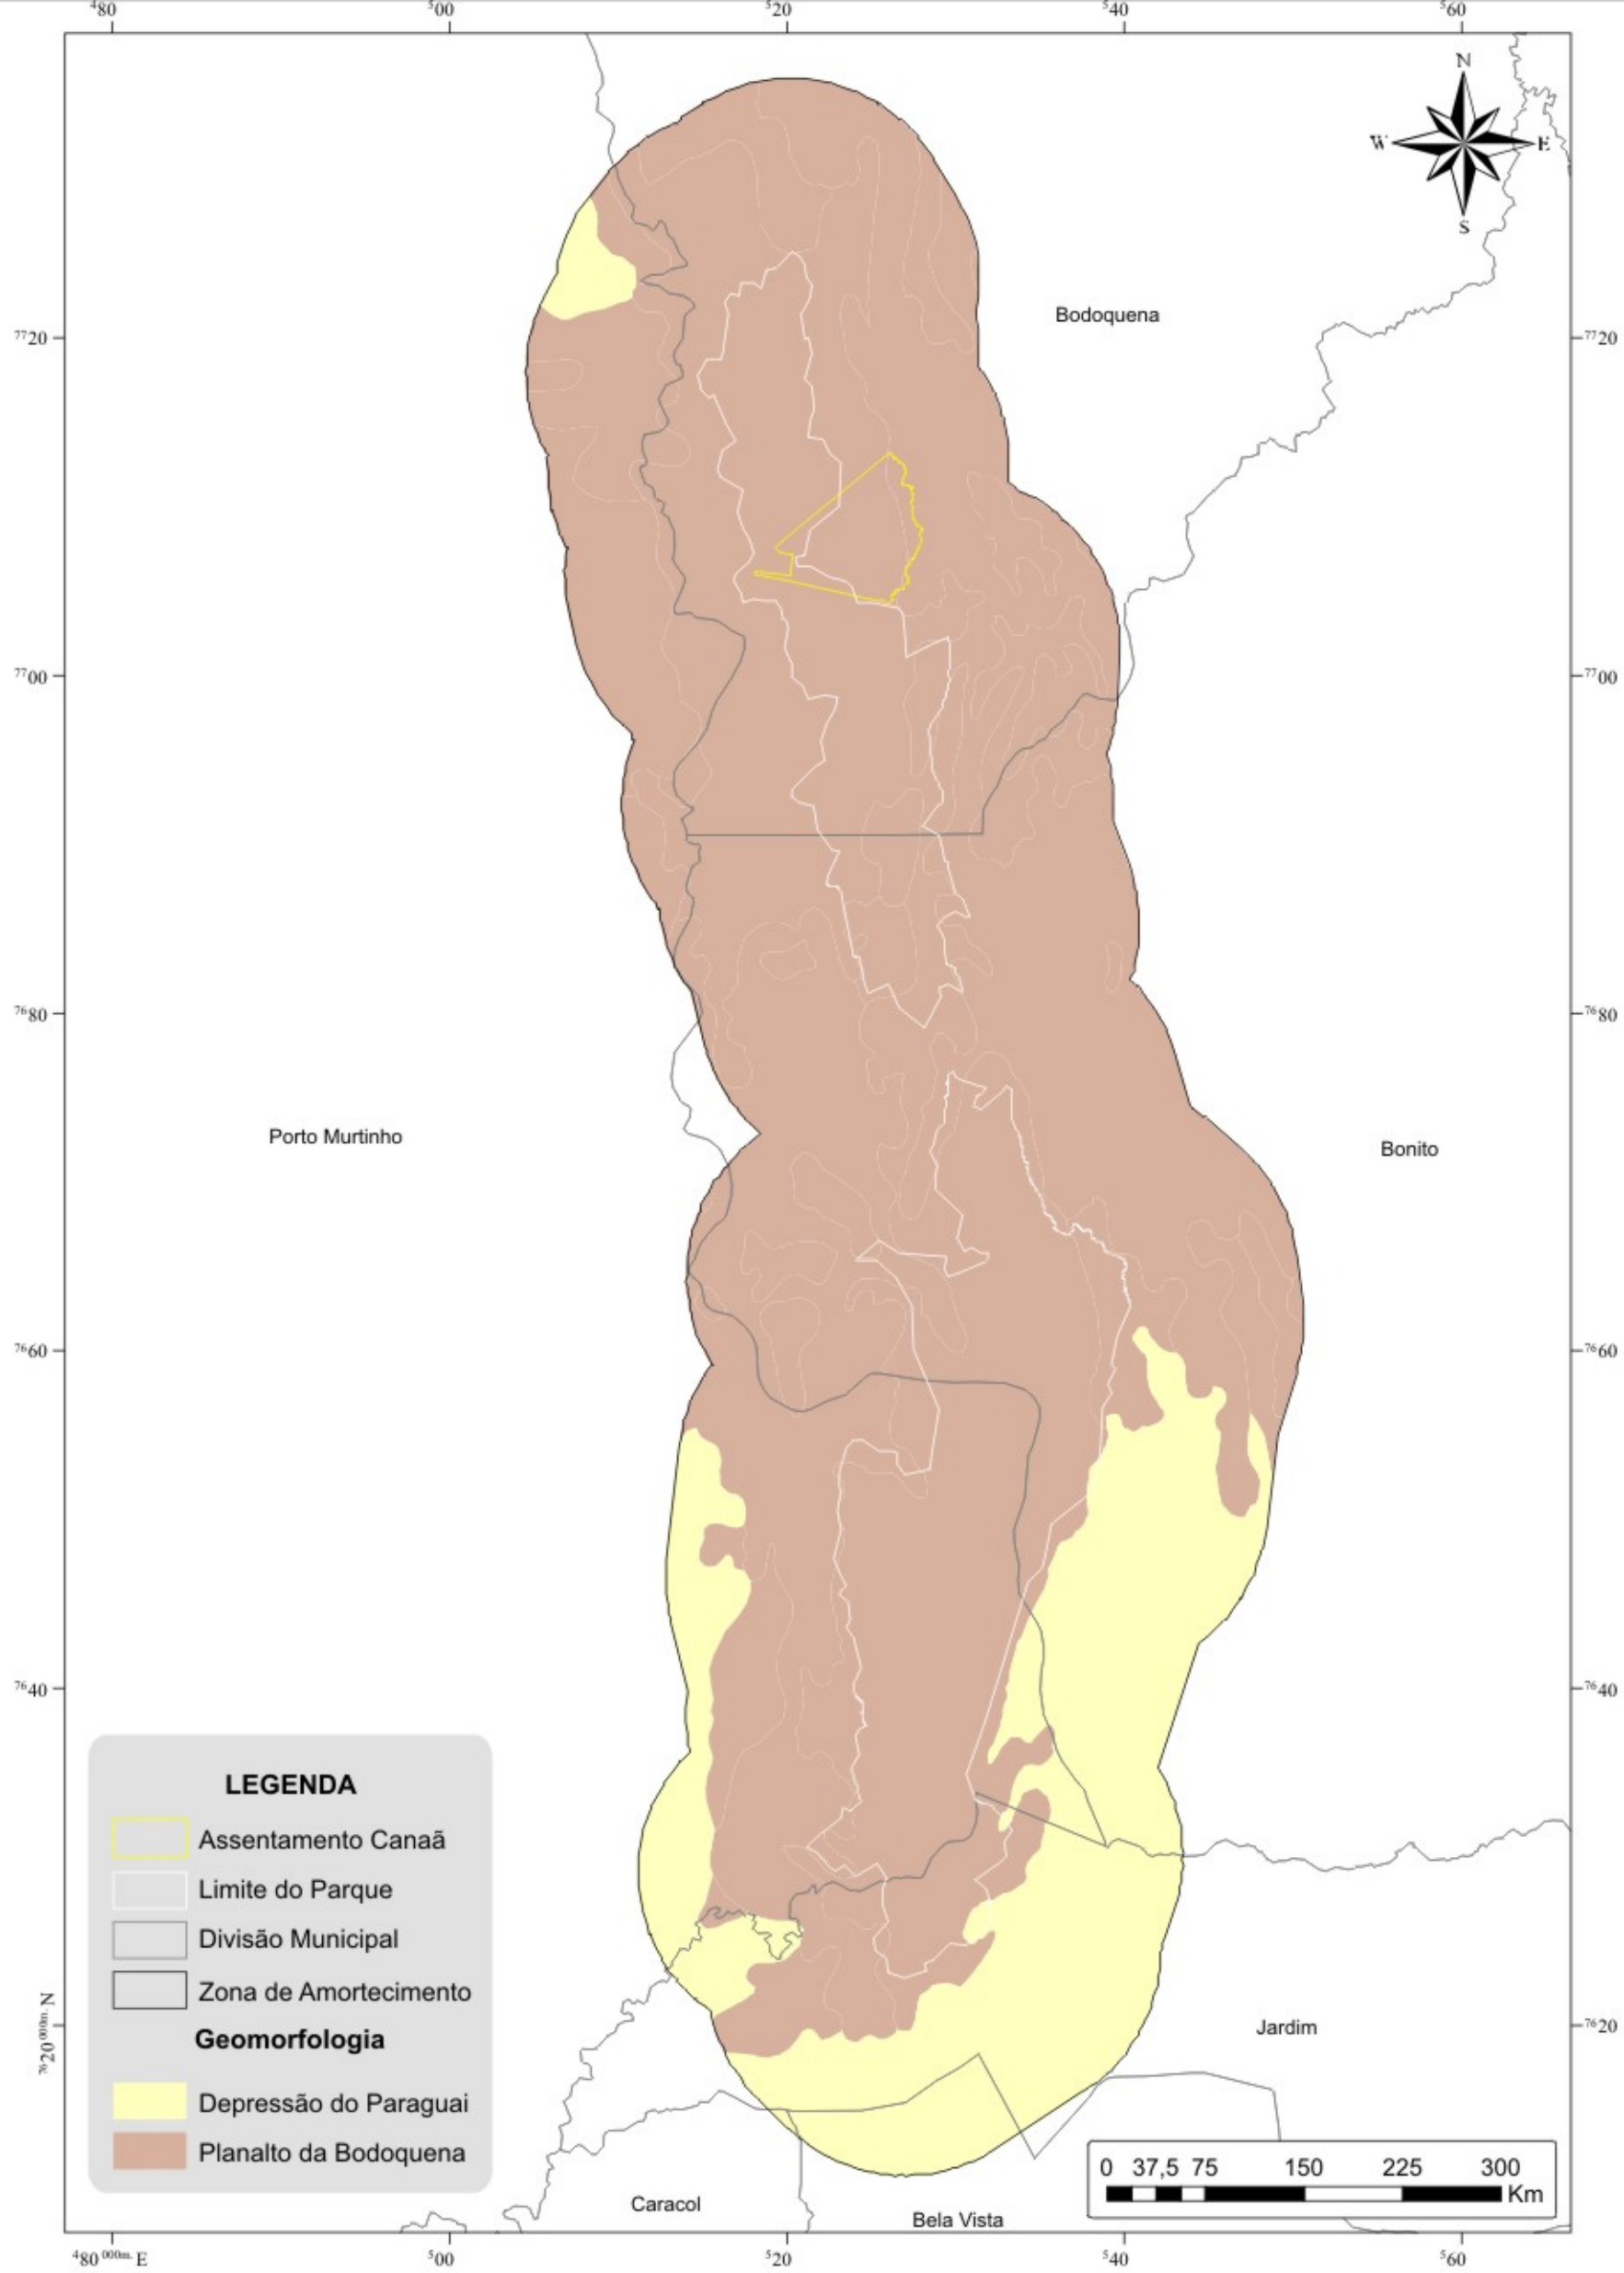 480 500 520 540 560
N
W E
S
Bodoquena
7720 7720
7700 7700
7680 7680
Porto Murtinho
Bonito
7660 7660
7640 7640
LEGENDA
Assentamento Canaã
Limite do Parque
Divisão Municipal
Zona de Amortecimento
Geomorfologia
Depressão do Paraguai
Planalto da Bodoquena
7620 000m. N
Jardim
7620
0 37,5 75 150 225 300
Km
Caracol
Bela Vista
480 000m. E 500 520 540 560